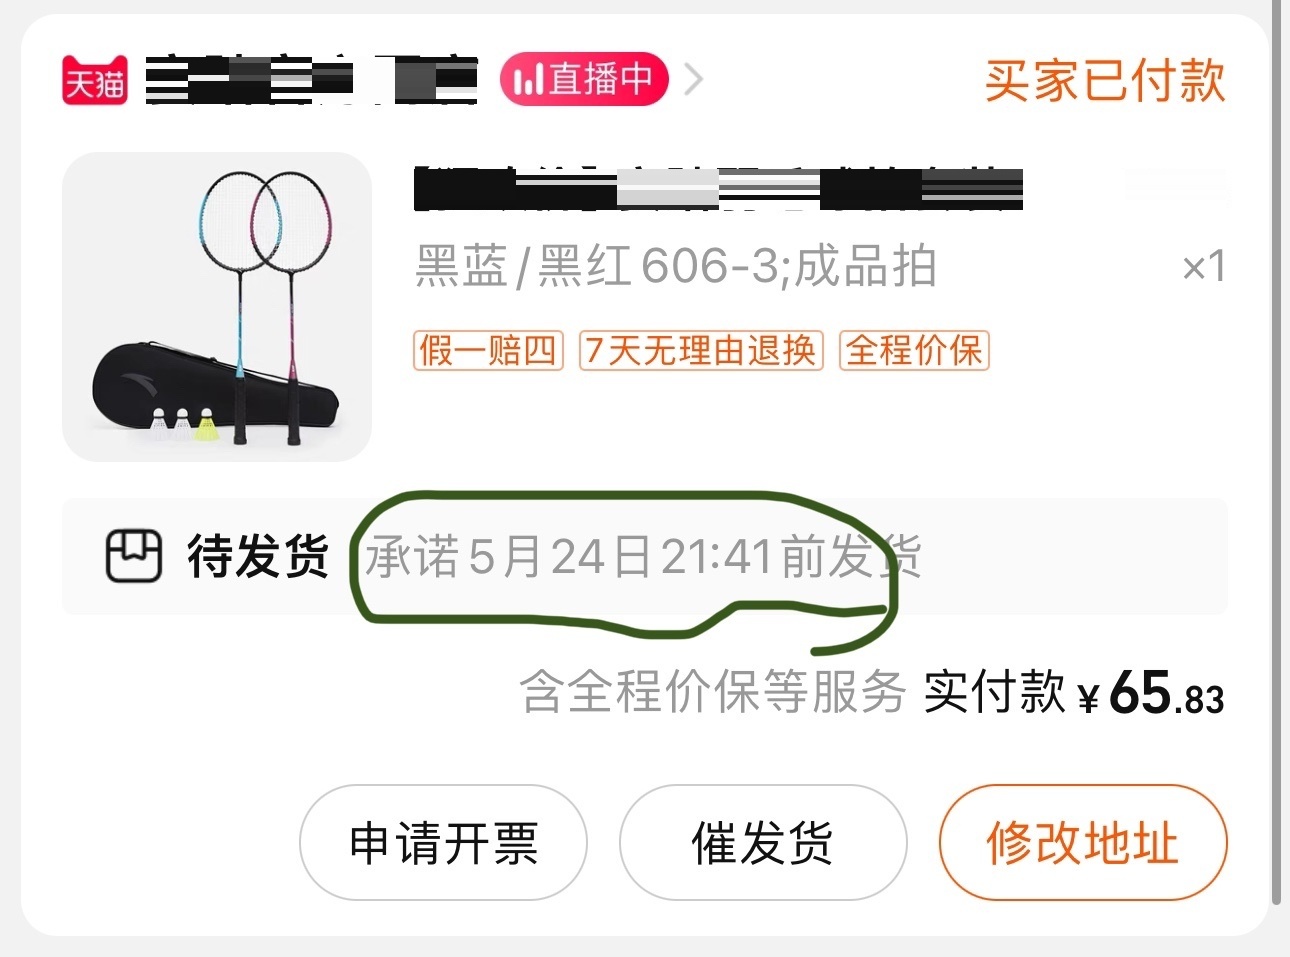 天猫 直播中 买家已付款
黑蓝/黑红606-3;成品拍 ×1
假一赔四 7天无理由退换 全程价保
待发货 承诺5月24日21:41前发货
含全程价保等服务 实付款 ¥65.83
申请开票 催发货 修改地址